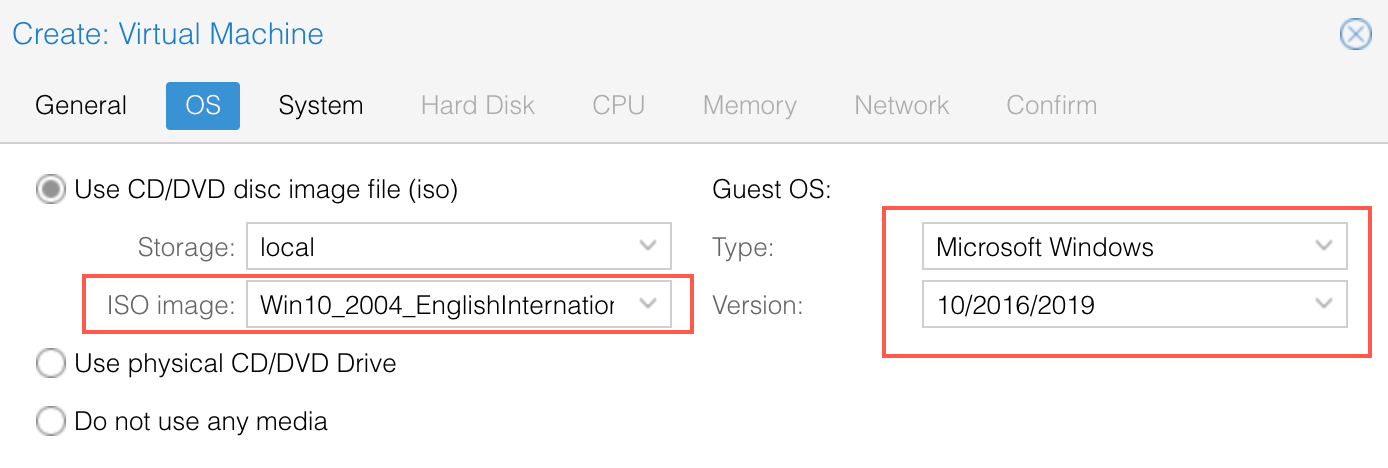 Create: Virtual Machine
General OS System Hard Disk CPU Memory Network Confirm
Use CD/DVD disc image file (iso)
Storage: local
ISO image: Win10_2004_EnglishInternation
Use physical CD/DVD Drive
Do not use any media
Guest OS:
Type: Microsoft Windows
Version: 10/2016/2019